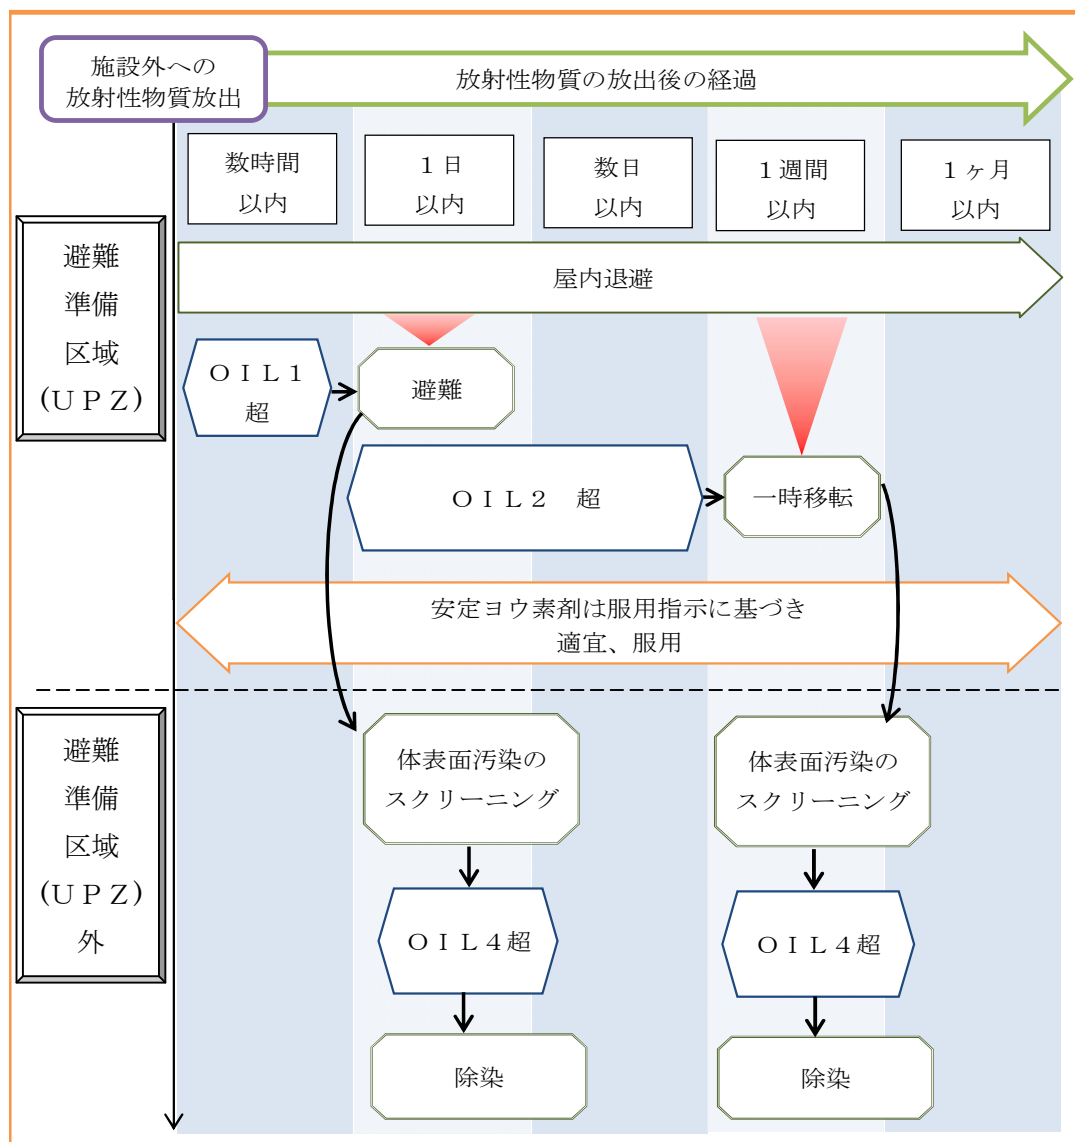 施設外への
放射性物質放出
放射性物質の放出後の経過
数時間
以内
１日
以内
数日
以内
１週間
以内
１ヶ月
以内
避難
準備
区域
(ＵＰＺ)
屋内退避
ＯＩＬ１
超
避難
ＯＩＬ２　超
一時移転
安定ヨウ素剤は服用指示に基づき
適宜、服用
避難
準備
区域
(ＵＰＺ)
外
体表面汚染の
スクリーニング
体表面汚染の
スクリーニング
ＯＩＬ４超
ＯＩＬ４超
除染
除染